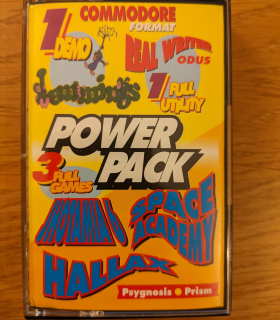 COMMODORE
FORMAT
1
DEMO
REAL WRITER
ODUS
Lemmings
1 FULL
UTILITY
POWER
PACK
3 FULL
GAMES
SPACE
ACADEMY
HALLAX
Psygnosis • Prism